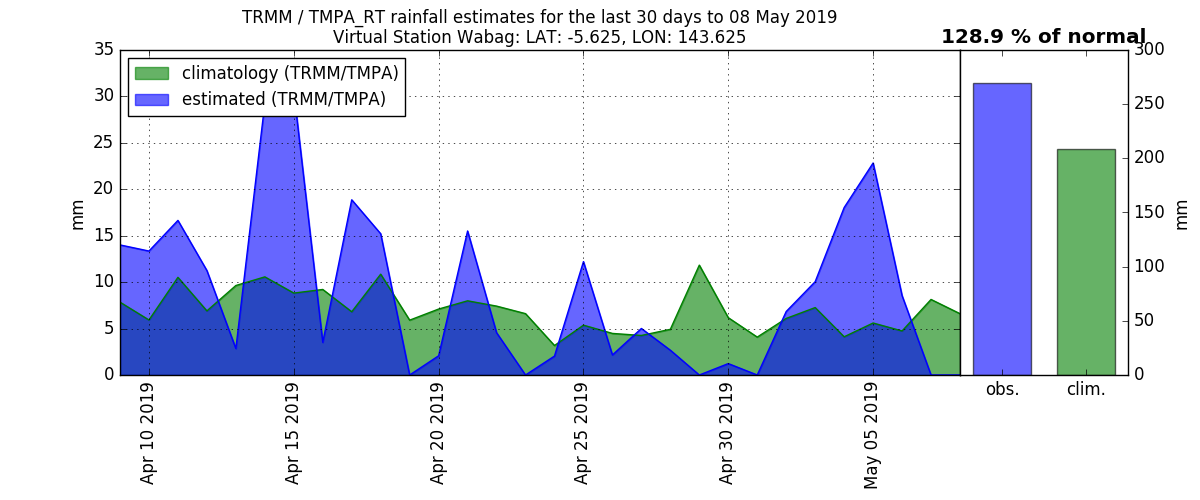 TRMM / TMPA_RT rainfall estimates for the last 30 days to 08 May 2019
Virtual Station Wabag: LAT: -5.625, LON: 143.625
128.9 % of normal
climatology (TRMM/TMPA)
estimated (TRMM/TMPA)
35
30
25
20
15
10
5
0
mm
Apr 10 2019
Apr 15 2019
Apr 20 2019
Apr 25 2019
Apr 30 2019
May 05 2019
300
250
200
150
100
50
0
mm
obs.
clim.